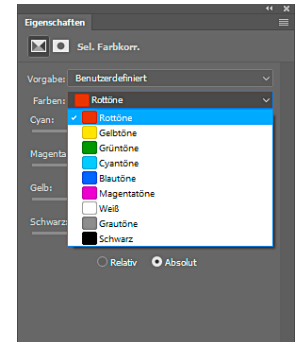 Eigenschaften
Sel. Farbkorr.
Vorgabe: Benutzerdefiniert
Farben: Rottöne
Cyan:
Rottöne
Gelbtöne
Grüntöne
Cyantöne
Blautöne
Magentatöne
Weiß
Grautöne
Schwarz
Magenta
Gelb:
Schwarz:
Relativ Absolut